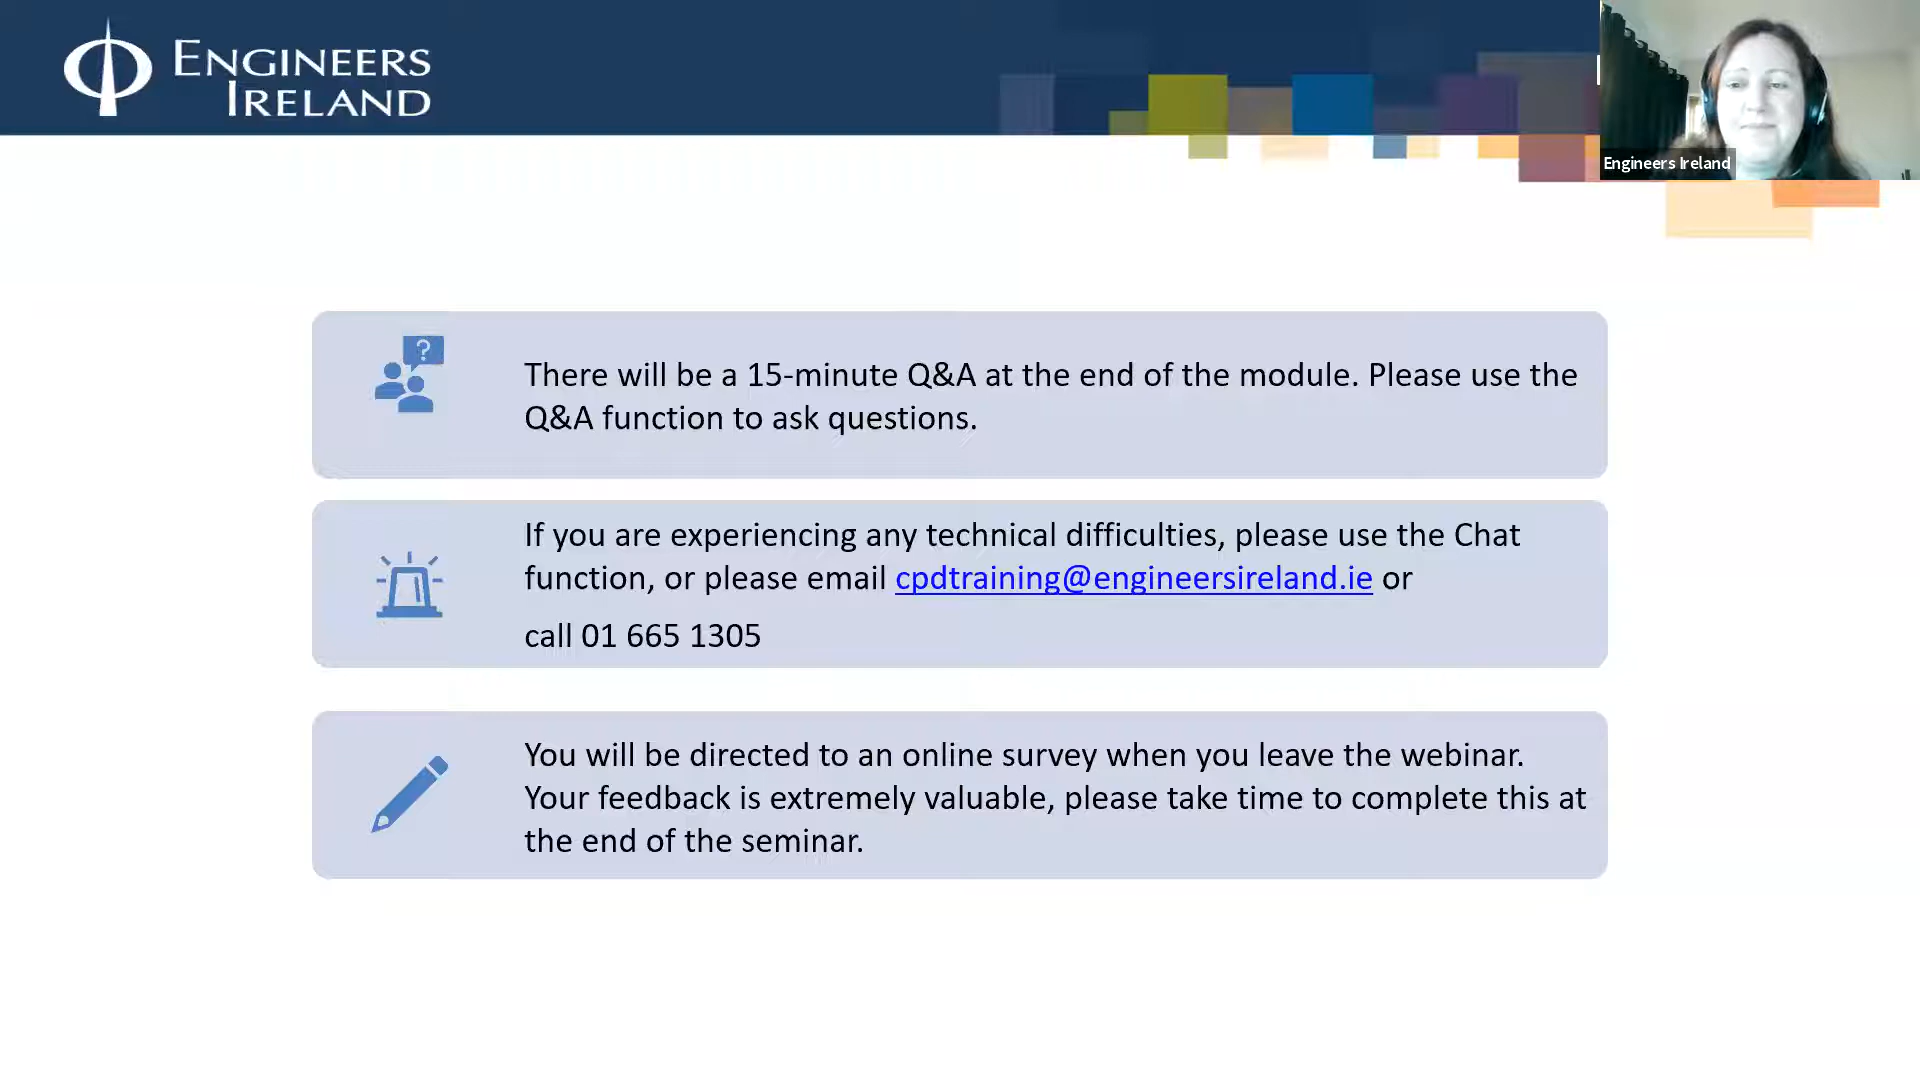 ENGINEERS
IRELAND
Engineers Ireland
?
There will be a 15-minute Q&A at the end of the module. Please use the
Q&A function to ask questions.
If you are experiencing any technical difficulties, please use the Chat
function, or please email cpdtraining@engineersireland.ie or
call 01 665 1305
You will be directed to an online survey when you leave the webinar.
Your feedback is extremely valuable, please take time to complete this at
the end of the seminar.